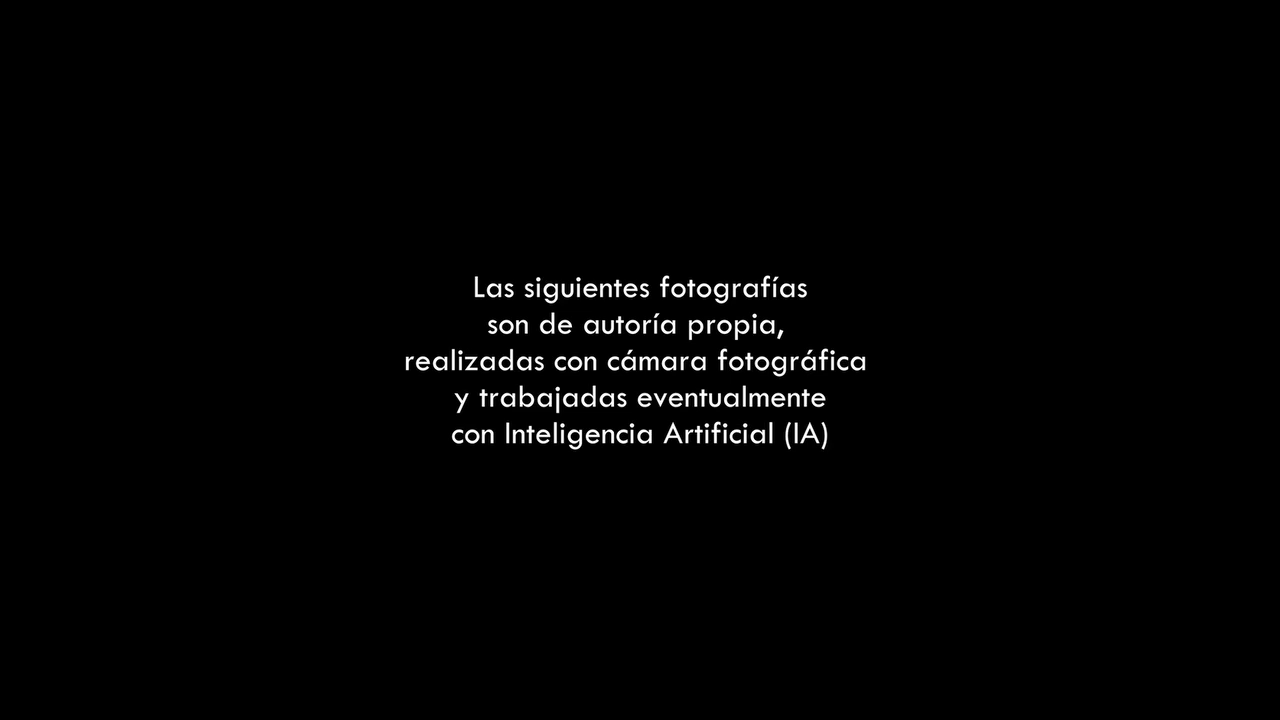 Las siguientes fotografías
son de autoría propia,
realizadas con cámara fotográfica
y trabajadas eventualmente
con Inteligencia Artificial (IA)